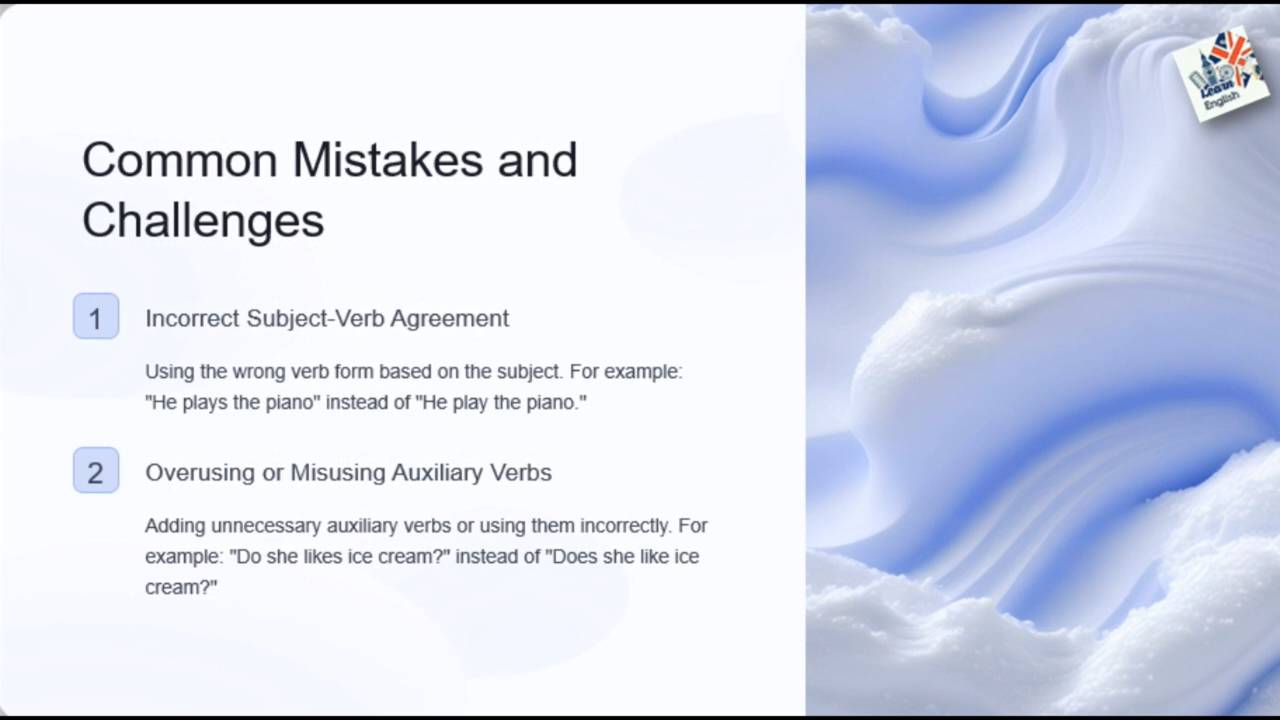 Learn
English
Common Mistakes and
Challenges
1
Incorrect Subject-Verb Agreement
Using the wrong verb form based on the subject. For example:
"He plays the piano" instead of "He play the piano."
2
Overusing or Misusing Auxiliary Verbs
Adding unnecessary auxiliary verbs or using them incorrectly. For
example: "Do she likes ice cream?" instead of "Does she like ice
cream?"